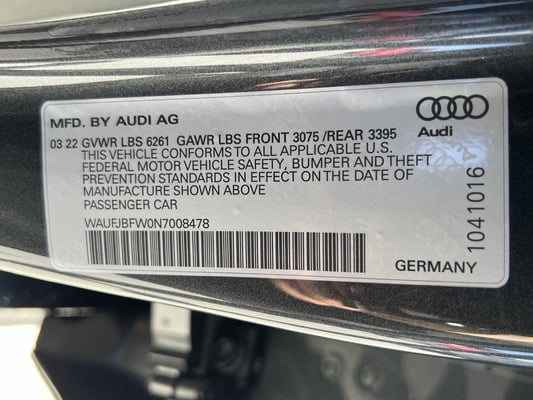 MFD. BY AUDI AG
Audi
03 22 GVWR LBS 6261 GAWR LBS FRONT 3075 /REAR 3395
THIS VEHICLE CONFORMS TO ALL APPLICABLE U.S.
FEDERAL MOTOR VEHICLE SAFETY, BUMPER AND THEFT
PREVENTION STANDARDS IN EFFECT ON THE DATE OF
MANUFACTURE SHOWN ABOVE
PASSENGER CAR
WAUFJBFW0N7008478
GERMANY
1041016